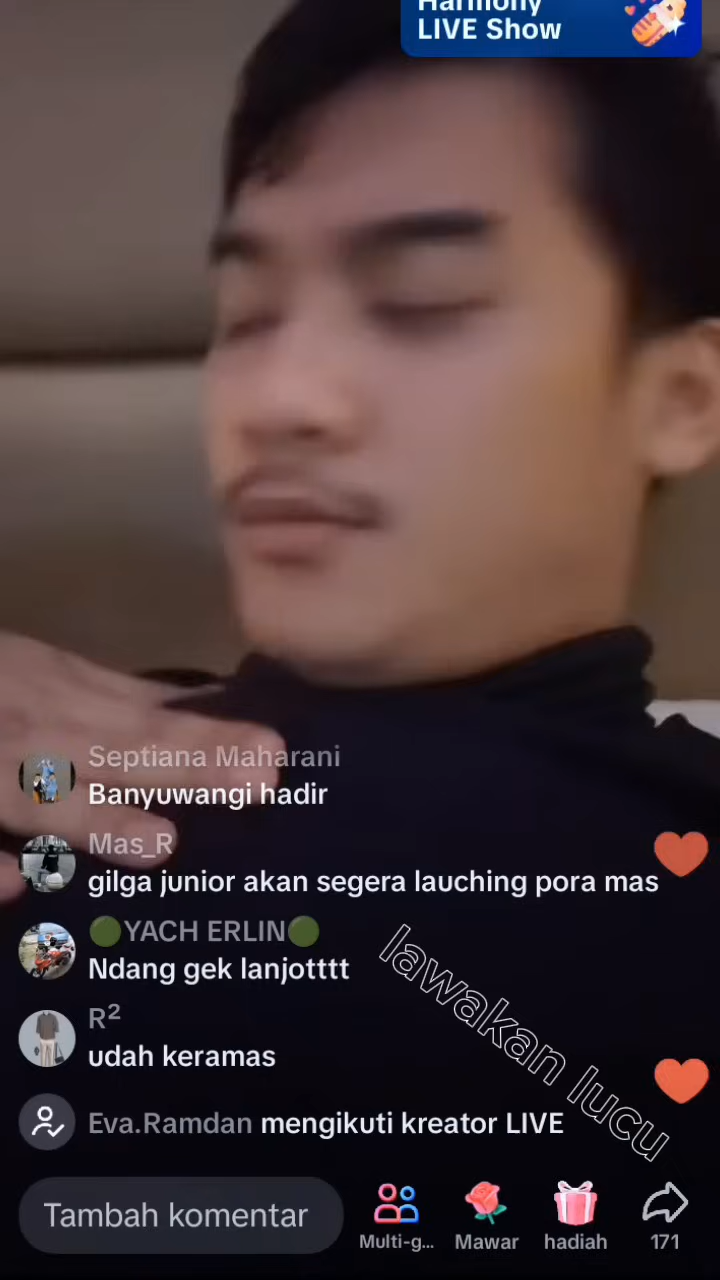 Harmony
LIVE Show
Septiana Maharani
Banyuwangi hadir
Mas_R
gilga junior akan segera lauching pora mas
YACH ERLIN
Ndang gek lanjotttt
R²
udah keramas
Eva.Ramdan mengikuti kreator LIVE
lawakan lucu
Tambah komentar
Multi-g...
Mawar
hadiah
171